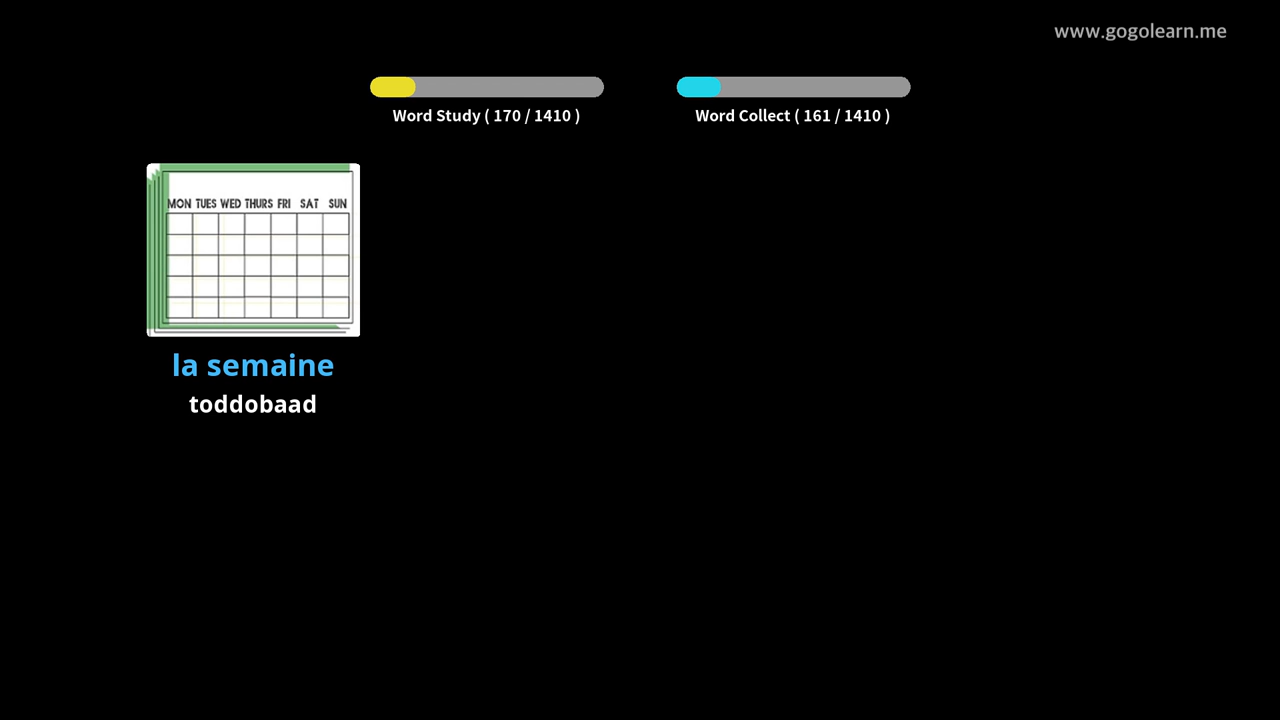 www.gogolearn.me
Word Study ( 170 / 1410 )
Word Collect ( 161 / 1410 )
MON TUES WED THURS FRI SAT SUN
la semaine
toddobaad